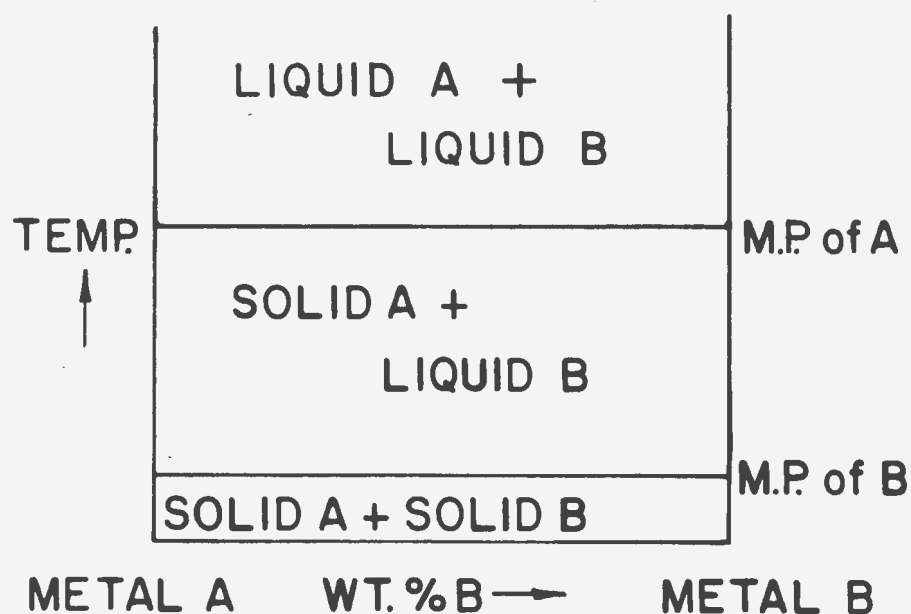 LIQUID A +
LIQUID B
TEMP.
M.P. of A
SOLID A +
LIQUID B
M.P. of B
SOLID A + SOLID B
METAL A WT. % B → METAL B